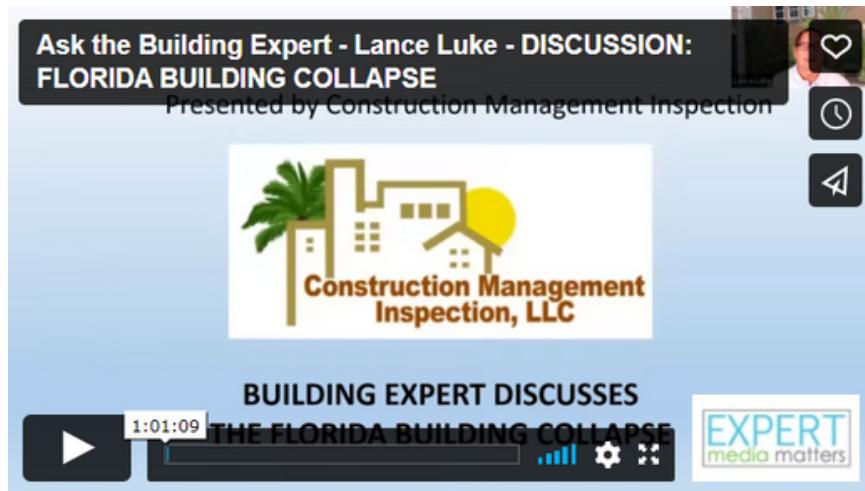 Ask the Building Expert - Lance Luke - DISCUSSION:
FLORIDA BUILDING COLLAPSE
Presented by Construction Management Inspection
Construction Management
Inspection, LLC
BUILDING EXPERT DISCUSSES
THE FLORIDA BUILDING COLLAPSE
1:01:09
EXPERT
media matters